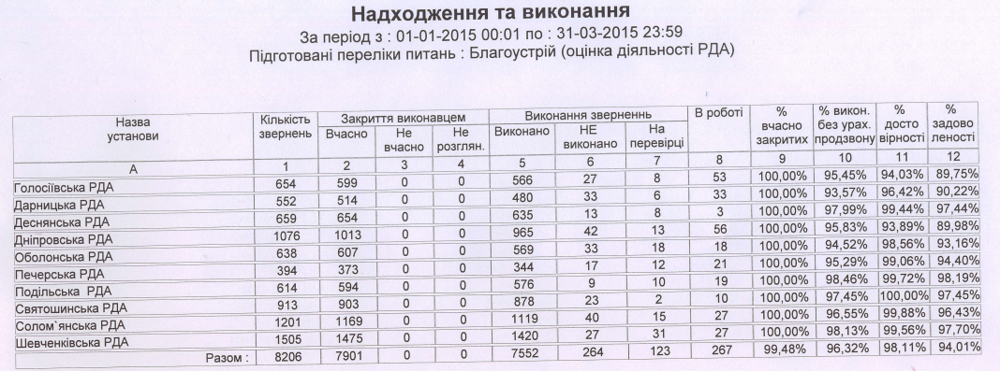 Надходження та виконання
За період з : 01-01-2015 00:01 по : 31-03-2015 23:59
Підготовані переліки питань : Благоустрій (оцінка діяльності РДА)
Назва установи Кількість звернень Закриття виконавцем Вчасно Не вчасно Не розглян. Виконання зверненнь Виконано НЕ виконано На перевірці В роботі % вчасно закритих % викон. без урах. продзвону % досто вірності % задово леності
А 1 2 3 4 5 6 7 8 9 10 11 12
Голосіївська РДА 654 599 0 0 566 27 8 53 100,00% 95,45% 94,03% 89,75%
Дарницька РДА 552 514 0 0 480 33 6 33 100,00% 93,57% 96,42% 90,22%
Деснянська РДА 659 654 0 0 635 13 8 3 100,00% 97,99% 99,44% 97,44%
Дніпровська РДА 1076 1013 0 0 965 42 13 56 100,00% 95,83% 93,89% 89,98%
Оболонська РДА 638 607 0 0 569 33 18 18 100,00% 94,52% 98,56% 93,16%
Печерська РДА 394 373 0 0 344 17 12 21 100,00% 95,29% 99,06% 94,40%
Подільська РДА 614 594 0 0 576 9 10 19 100,00% 98,46% 99,72% 98,19%
Святошинська РДА 913 903 0 0 878 23 2 10 100,00% 97,45% 100,00% 97,45%
Солом`янська РДА 1201 1169 0 0 1119 40 15 27 100,00% 96,55% 99,88% 96,43%
Шевченківська РДА 1505 1475 0 0 1420 27 31 27 100,00% 98,13% 99,56% 97,70%
Разом : 8206 7901 0 0 7552 264 123 267 99,48% 96,32% 98,11% 94,01%